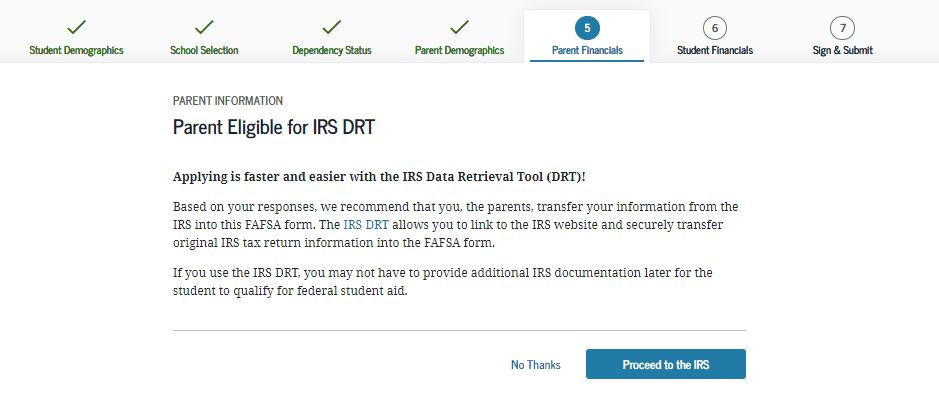 5
6
7
Student Demographics
School Selection
Dependency Status
Parent Demographics
Parent Financials
Student Financials
Sign & Submit
PARENT INFORMATION
Parent Eligible for IRS DRT
Applying is faster and easier with the IRS Data Retrieval Tool (DRT)!
Based on your responses, we recommend that you, the parents, transfer your information from the
IRS into this FAFSA form. The IRS DRT allows you to link to the IRS website and securely transfer
original IRS tax return information into the FAFSA form.
If you use the IRS DRT, you may not have to provide additional IRS documentation later for the
student to qualify for federal student aid.
No Thanks
Proceed to the IRS